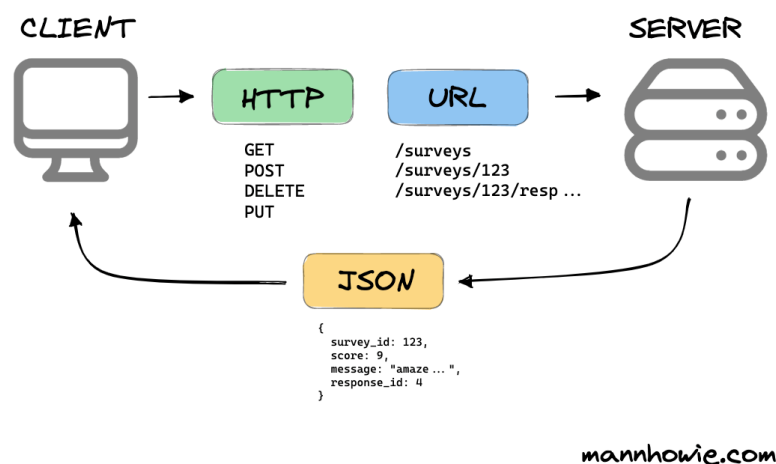 CLIENT
SERVER
HTTP
URL
GET
POST
DELETE
PUT
/surveys
/surveys/123
/surveys/123/resp...
JSON
{
survey_id: 123,
score: 9,
message: "amaze...",
response_id: 4
}
mannhowie.com